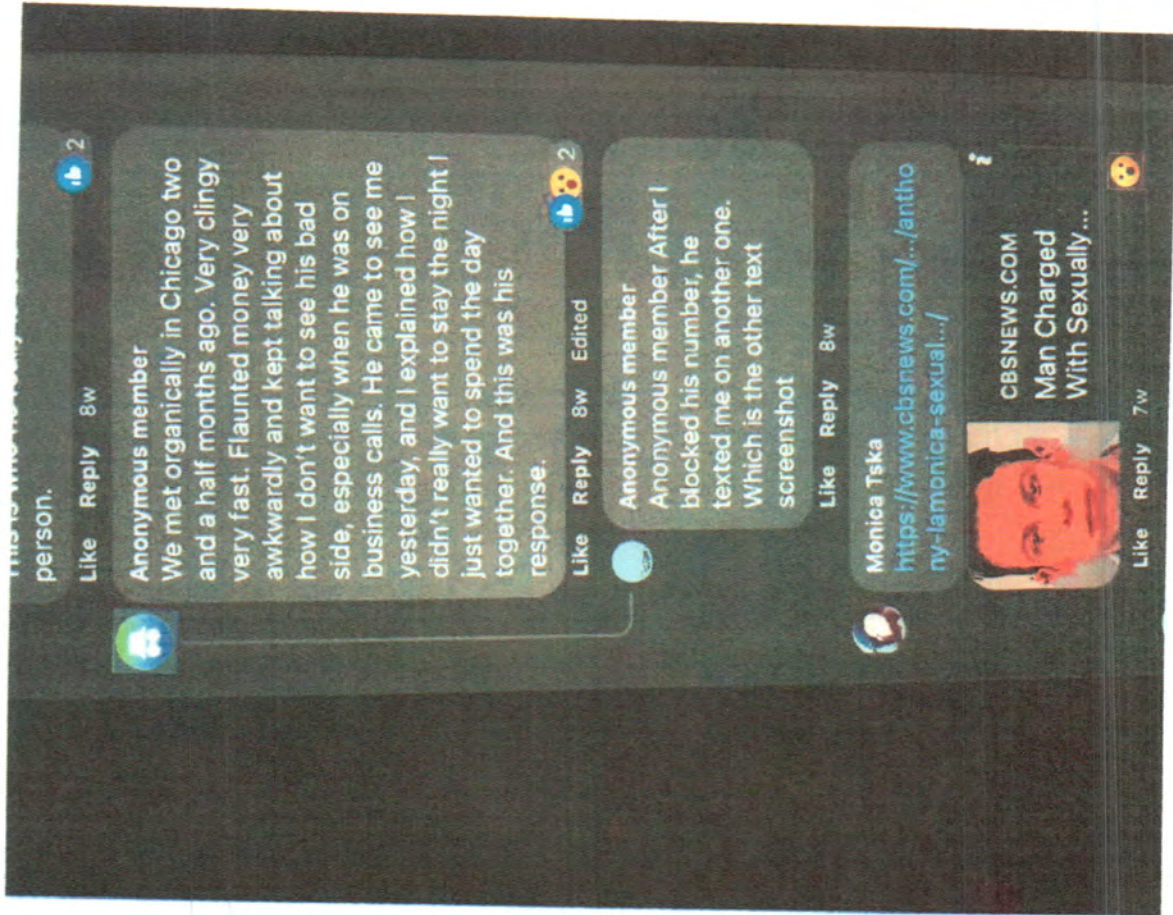 person.
Like Reply 8w
2
Anonymous member
We met organically in Chicago two
and a half months ago. Very clingy
very fast. Flaunted money very
awkwardly and kept talking about
how I don't want to see his bad
side, especially when he was on
business calls. He came to see me
yesterday, and I explained how I
didn't really want to stay the night I
just wanted to spend the day
together. And this was his
response.
Like Reply 8w Edited
2
Anonymous member
Anonymous member After I
blocked his number, he
texted me on another one.
Which is the other text
screenshot
Like Reply 8w
Monica Tska
https://www.cbsnews.com/.../antho
ny-lamonica-sexual.../
CBSNEWS.COM
Man Charged
With Sexually...
Like Reply 7w